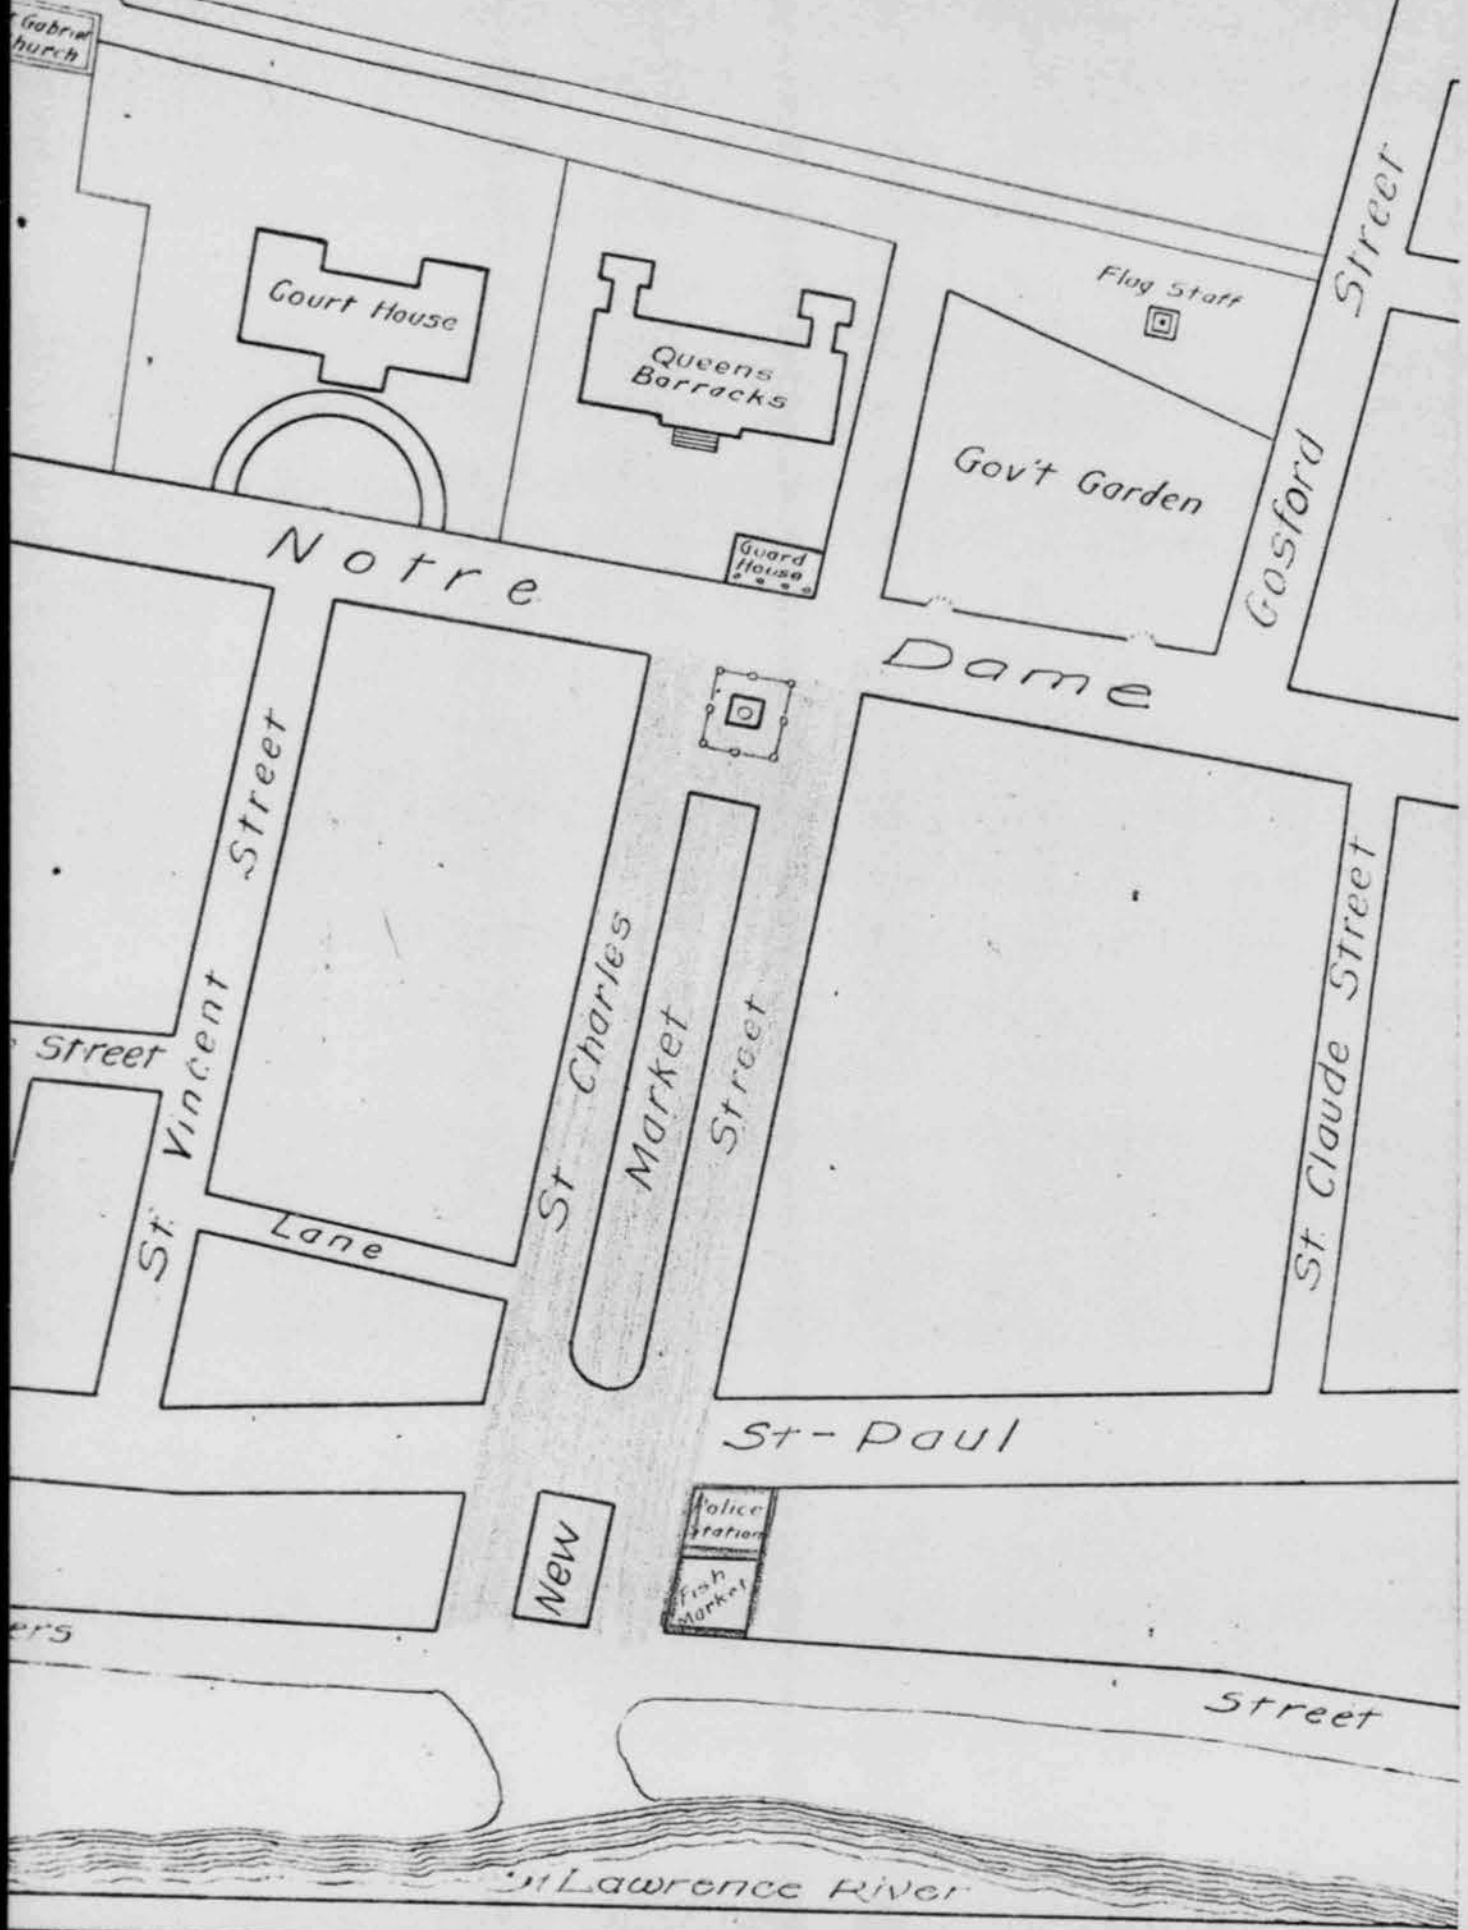 Gabriel
hurch
Flag Staff
Court House
Queens
Barracks
Gov't Garden
Gosford Street
Guard
House
Notre Dame
St. Vincent Street
Street
Lane
St Charles
Market
Street
St. Claude Street
St-Paul
New
Police
Station
Fish
Market
ers
Street
St Lawrence River